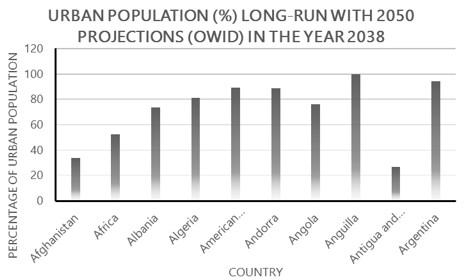 URBAN POPULATION (%) LONG-RUN WITH 2050
PROJECTIONS (OWID) IN THE YEAR 2038
PERCENTAGE OF URBAN POPULATION
120
100
80
60
40
20
0
Afghanistan
Africa
Albania
Algeria
American...
Andorra
Angola
Anguilla
Antigua and...
Argentina
COUNTRY